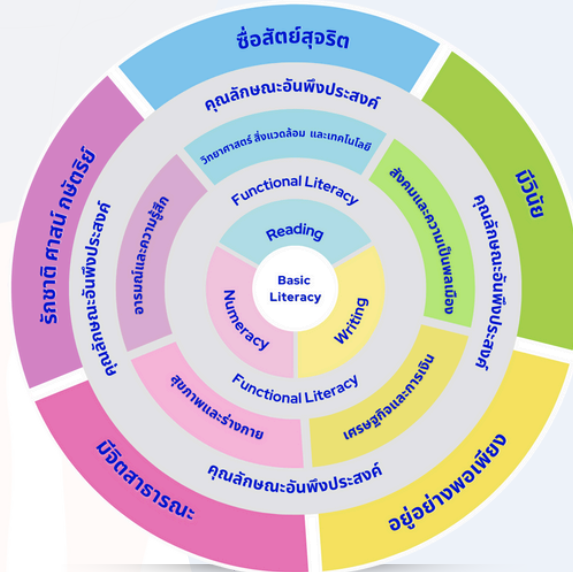 ซื่อสัตย์สุจริต
มีวินัย
อยู่อย่างพอเพียง
มีจิตสาธารณะ
รักชาติ ศาสน์ กษัตริย์
คุณลักษณะอันพึงประสงค์
คุณลักษณะอันพึงประสงค์
คุณลักษณะอันพึงประสงค์
คุณลักษณะอันพึงประสงค์
วิทยาศาสตร์ สิ่งแวดล้อม และเทคโนโลยี
สังคมและความเป็นพลเมือง
เศรษฐกิจและการเงิน
สุขภาพและร่างกาย
อารมณ์และความรู้สึก
Functional Literacy
Functional Literacy
Reading
Writing
Numeracy
Basic
Literacy